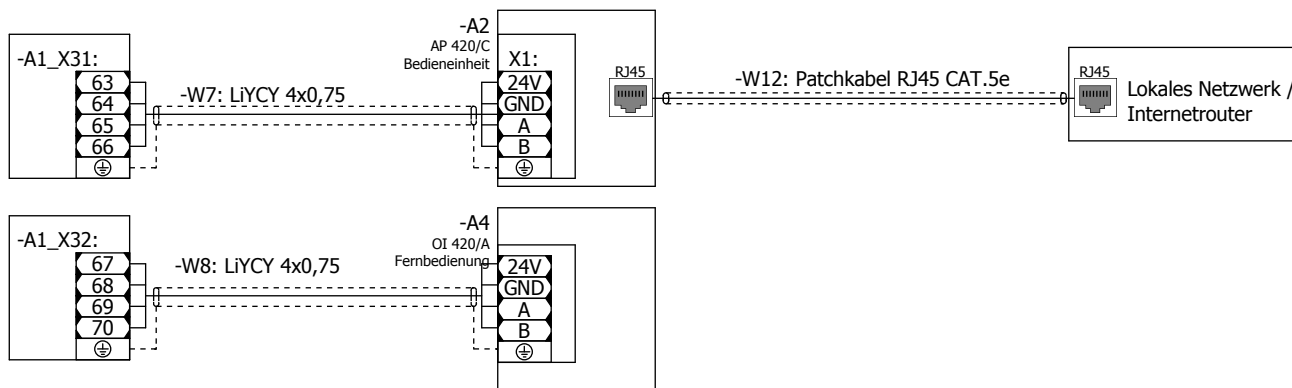 -A1_X31:
63
64
65
66
-W7: LiYCY 4x0,75
-A2
AP 420/C
Bedieneinheit
X1:
24V
GND
A
B
RJ45
-W12: Patchkabel RJ45 CAT.5e
RJ45
Lokales Netzwerk /
Internetrouter
-A1_X32:
67
68
69
70
-W8: LiYCY 4x0,75
-A4
OI 420/A
Fernbedienung
24V
GND
A
B